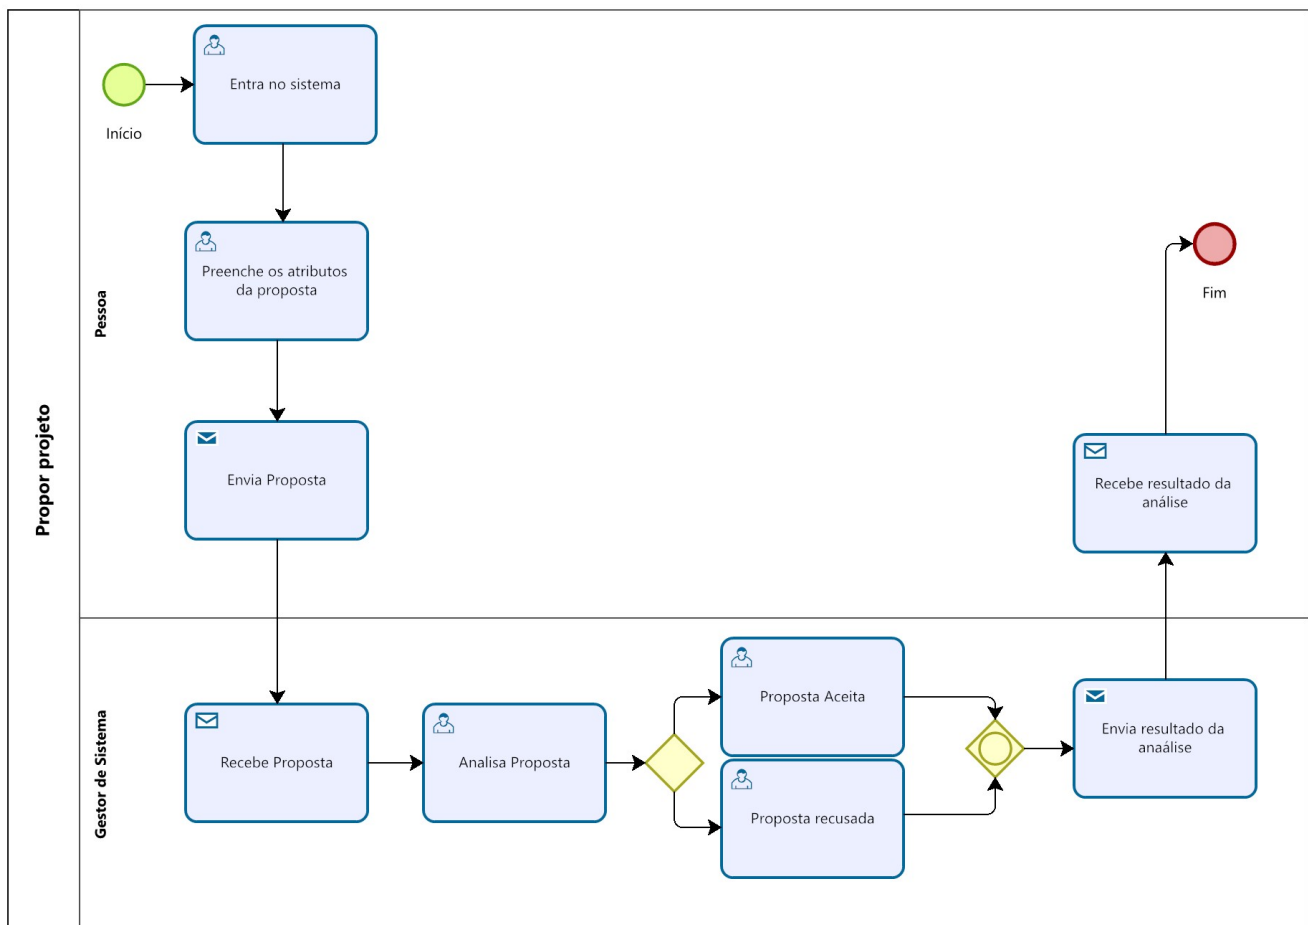 Propor projeto
Pessoa
Início
Entra no sistema
Preenche os atributos
da proposta
Envia Proposta
Fim
Recebe resultado da
análise
Gestor de Sistema
Recebe Proposta
Analisa Proposta
Proposta Aceita
Proposta recusada
Envia resultado da
anaálise